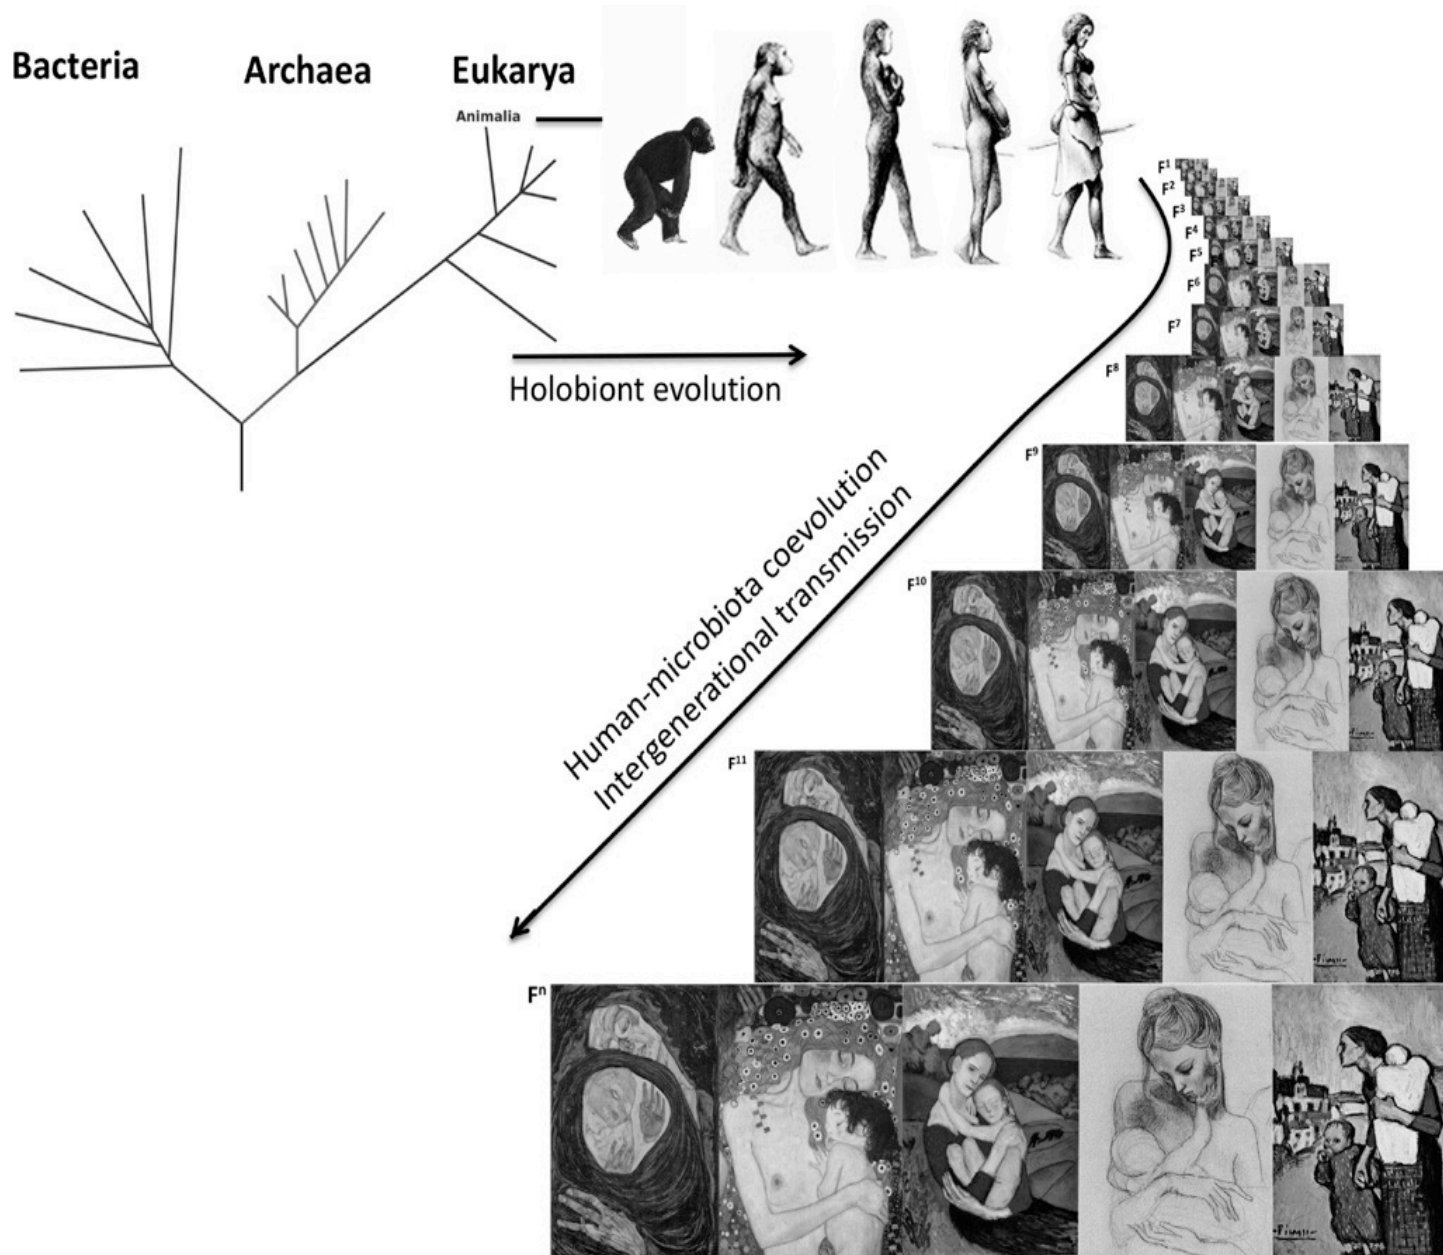 Bacteria
Archaea
Eukarya
Animalia
Holobiont evolution
Human-microbiota coevolution
Intergenerational transmission
F1
F2
F3
F4
F5
F6
F7
F8
F9
F10
F11
Fn